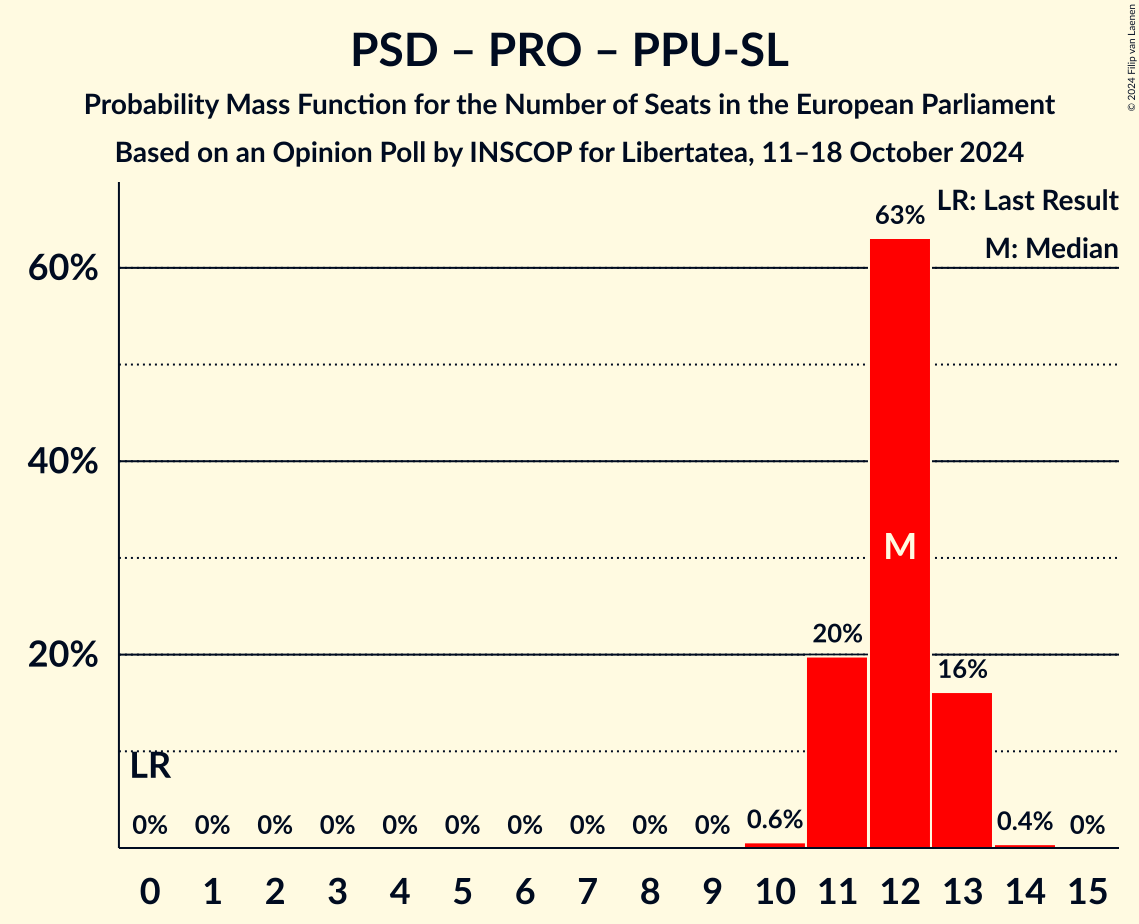 PSD – PRO – PPU-SL
Probability Mass Function for the Number of Seats in the European Parliament
Based on an Opinion Poll by INSCOP for Libertatea, 11–18 October 2024
© 2024 Filip van Laenen
LR: Last Result
M: Median
63%
60%
40%
M
20%
20%
16%
LR
0% 0% 0% 0% 0% 0% 0% 0% 0% 0% 0.6% 0.4% 0%
0 1 2 3 4 5 6 7 8 9 10 11 12 13 14 15